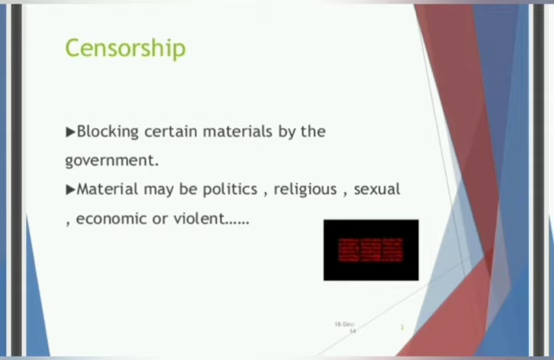 Censorship
▶Blocking certain materials by the
government.
▶Material may be politics , religious , sexual
, economic or violent......